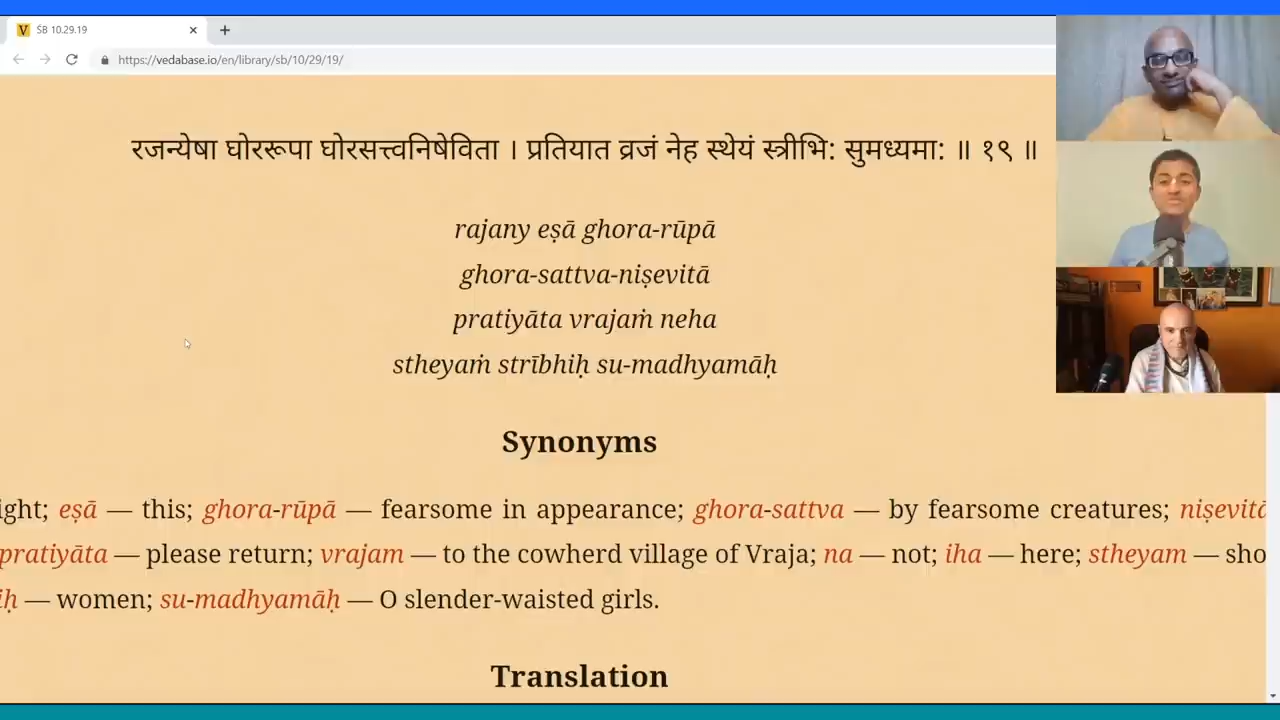 ŚB 10.29.19
https://vedabase.io/en/library/sb/10/29/19/
रजन्येषा घोररूपा घोरसत्त्वनिषेविता । प्रतियात व्रजं नेह स्थेयं स्त्रीभि: सुमध्यमा: ॥ १९ ॥
rajany eṣā ghora-rūpā
ghora-sattva-niṣevitā
pratiyāta vrajaṁ neha
stheyaṁ strībhiḥ su-madhyamāḥ
Synonyms
ight; eṣā — this; ghora-rūpā — fearsome in appearance; ghora-sattva — by fearsome creatures; niṣevitā
pratiyāta — please return; vrajam — to the cowherd village of Vraja; na — not; iha — here; stheyam — sho
iḥ — women; su-madhyamāḥ — O slender-waisted girls.
Translation